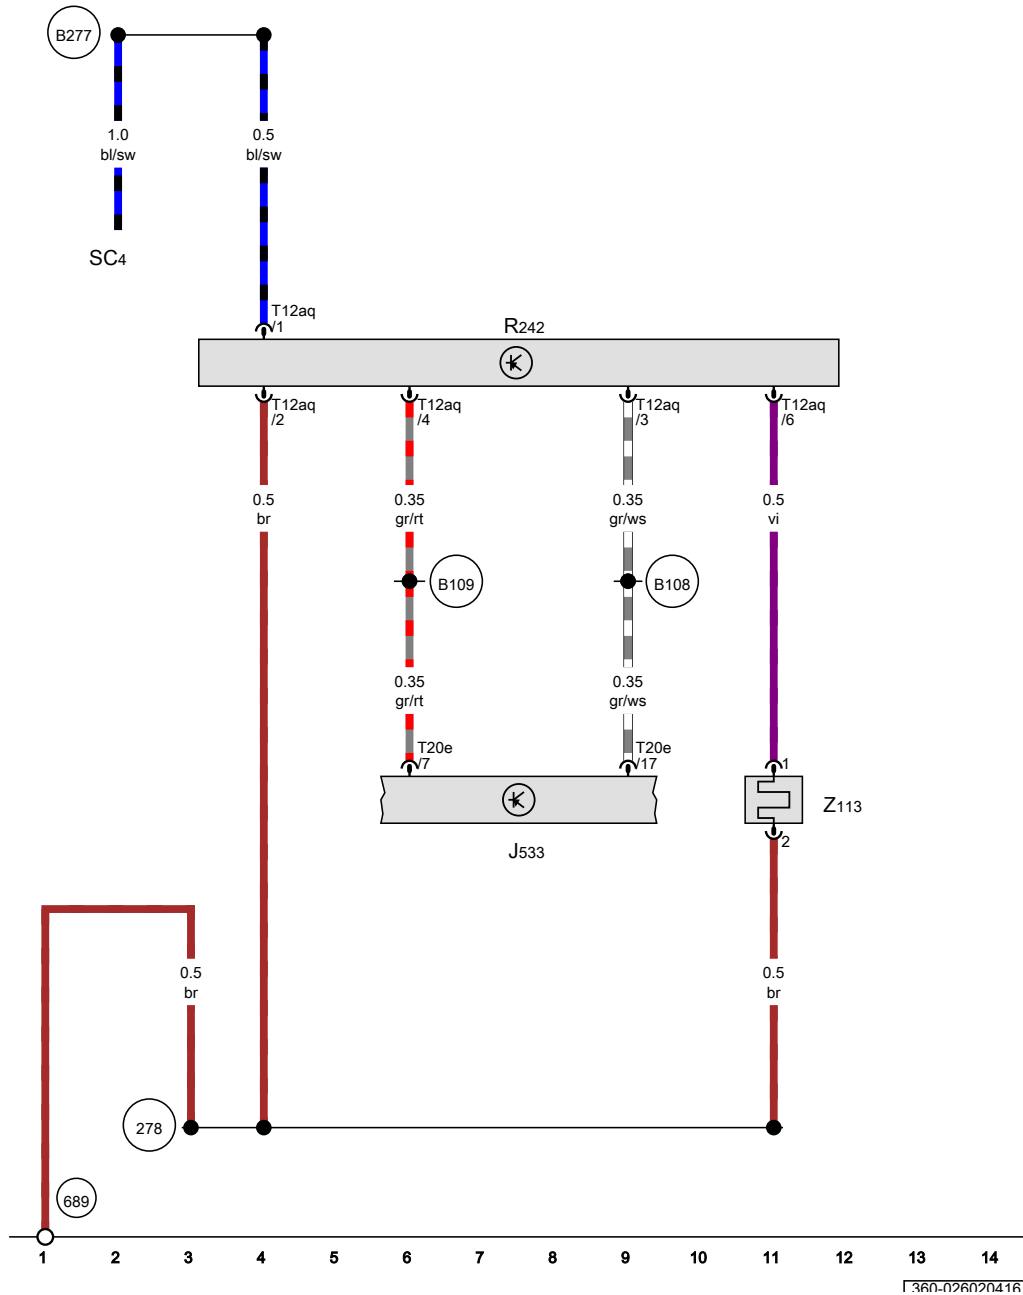 B277
1.0
bl/sw
0.5
bl/sw
SC4
T12aq
/1
R242
T12aq
/2
T12aq
/4
T12aq
/3
T12aq
/6
0.5
br
0.35
gr/rt
0.35
gr/ws
0.5
vi
B109
B108
0.35
gr/rt
0.35
gr/ws
T20e
/7
T20e
/17
1
Z113
2
J533
0.5
br
0.5
br
278
689
1 2 3 4 5 6 7 8 9 10 11 12 13 14
360-026020416